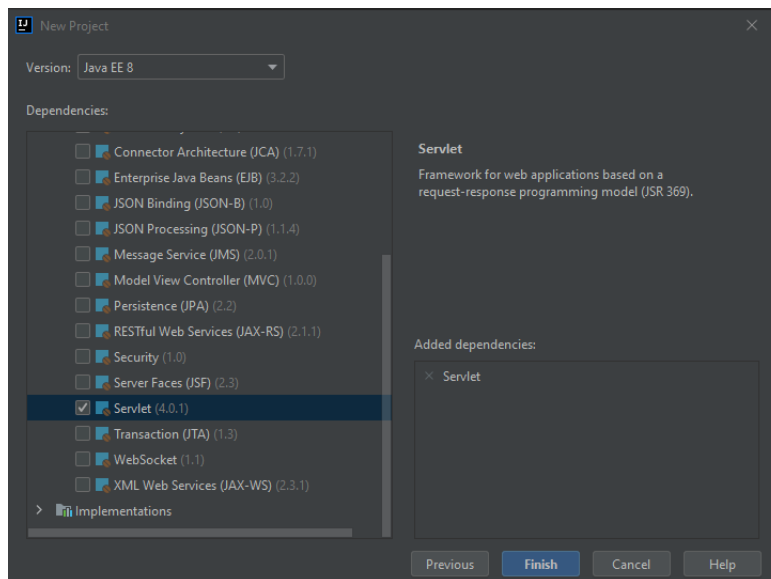 New Project
Version: Java EE 8
Dependencies:
Connector Architecture (JCA) (1.7.1)
Enterprise Java Beans (EJB) (3.2.2)
JSON Binding (JSON-B) (1.0)
JSON Processing (JSON-P) (1.1.4)
Message Service (JMS) (2.0.1)
Model View Controller (MVC) (1.0.0)
Persistence (JPA) (2.2)
RESTful Web Services (JAX-RS) (2.1.1)
Security (1.0)
Server Faces (JSF) (2.3)
Servlet (4.0.1)
Transaction (JTA) (1.3)
WebSocket (1.1)
XML Web Services (JAX-WS) (2.3.1)
Implementations
Servlet
Framework for web applications based on a
request-response programming model (JSR 369).
Added dependencies:
Servlet
Previous
Finish
Cancel
Help